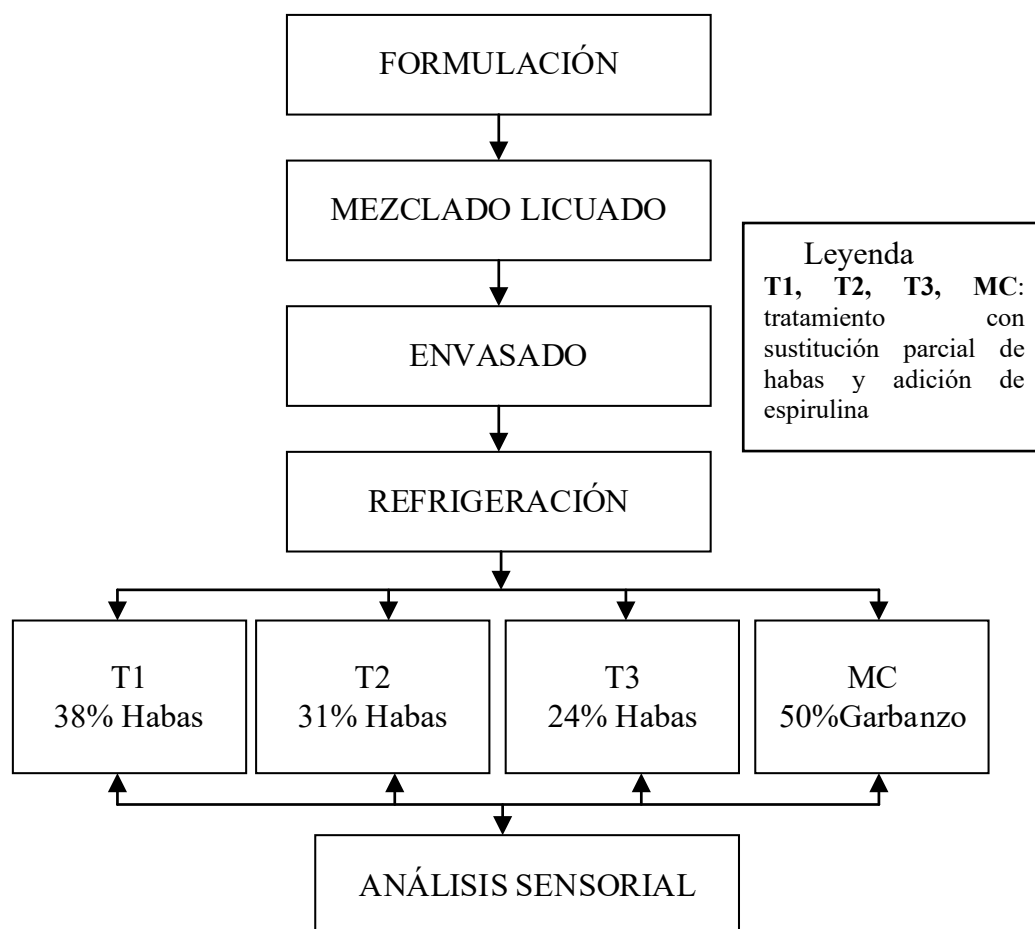 FORMULACIÓN
MEZCLADO LICUADO
ENVASADO
REFRIGERACIÓN
Leyenda
T1, T2, T3, MC:
tratamiento con
sustitución parcial de
habas y adición de
espirulina
T1
38% Habas
T2
31% Habas
T3
24% Habas
MC
50%Garbanzo
ANÁLISIS SENSORIAL